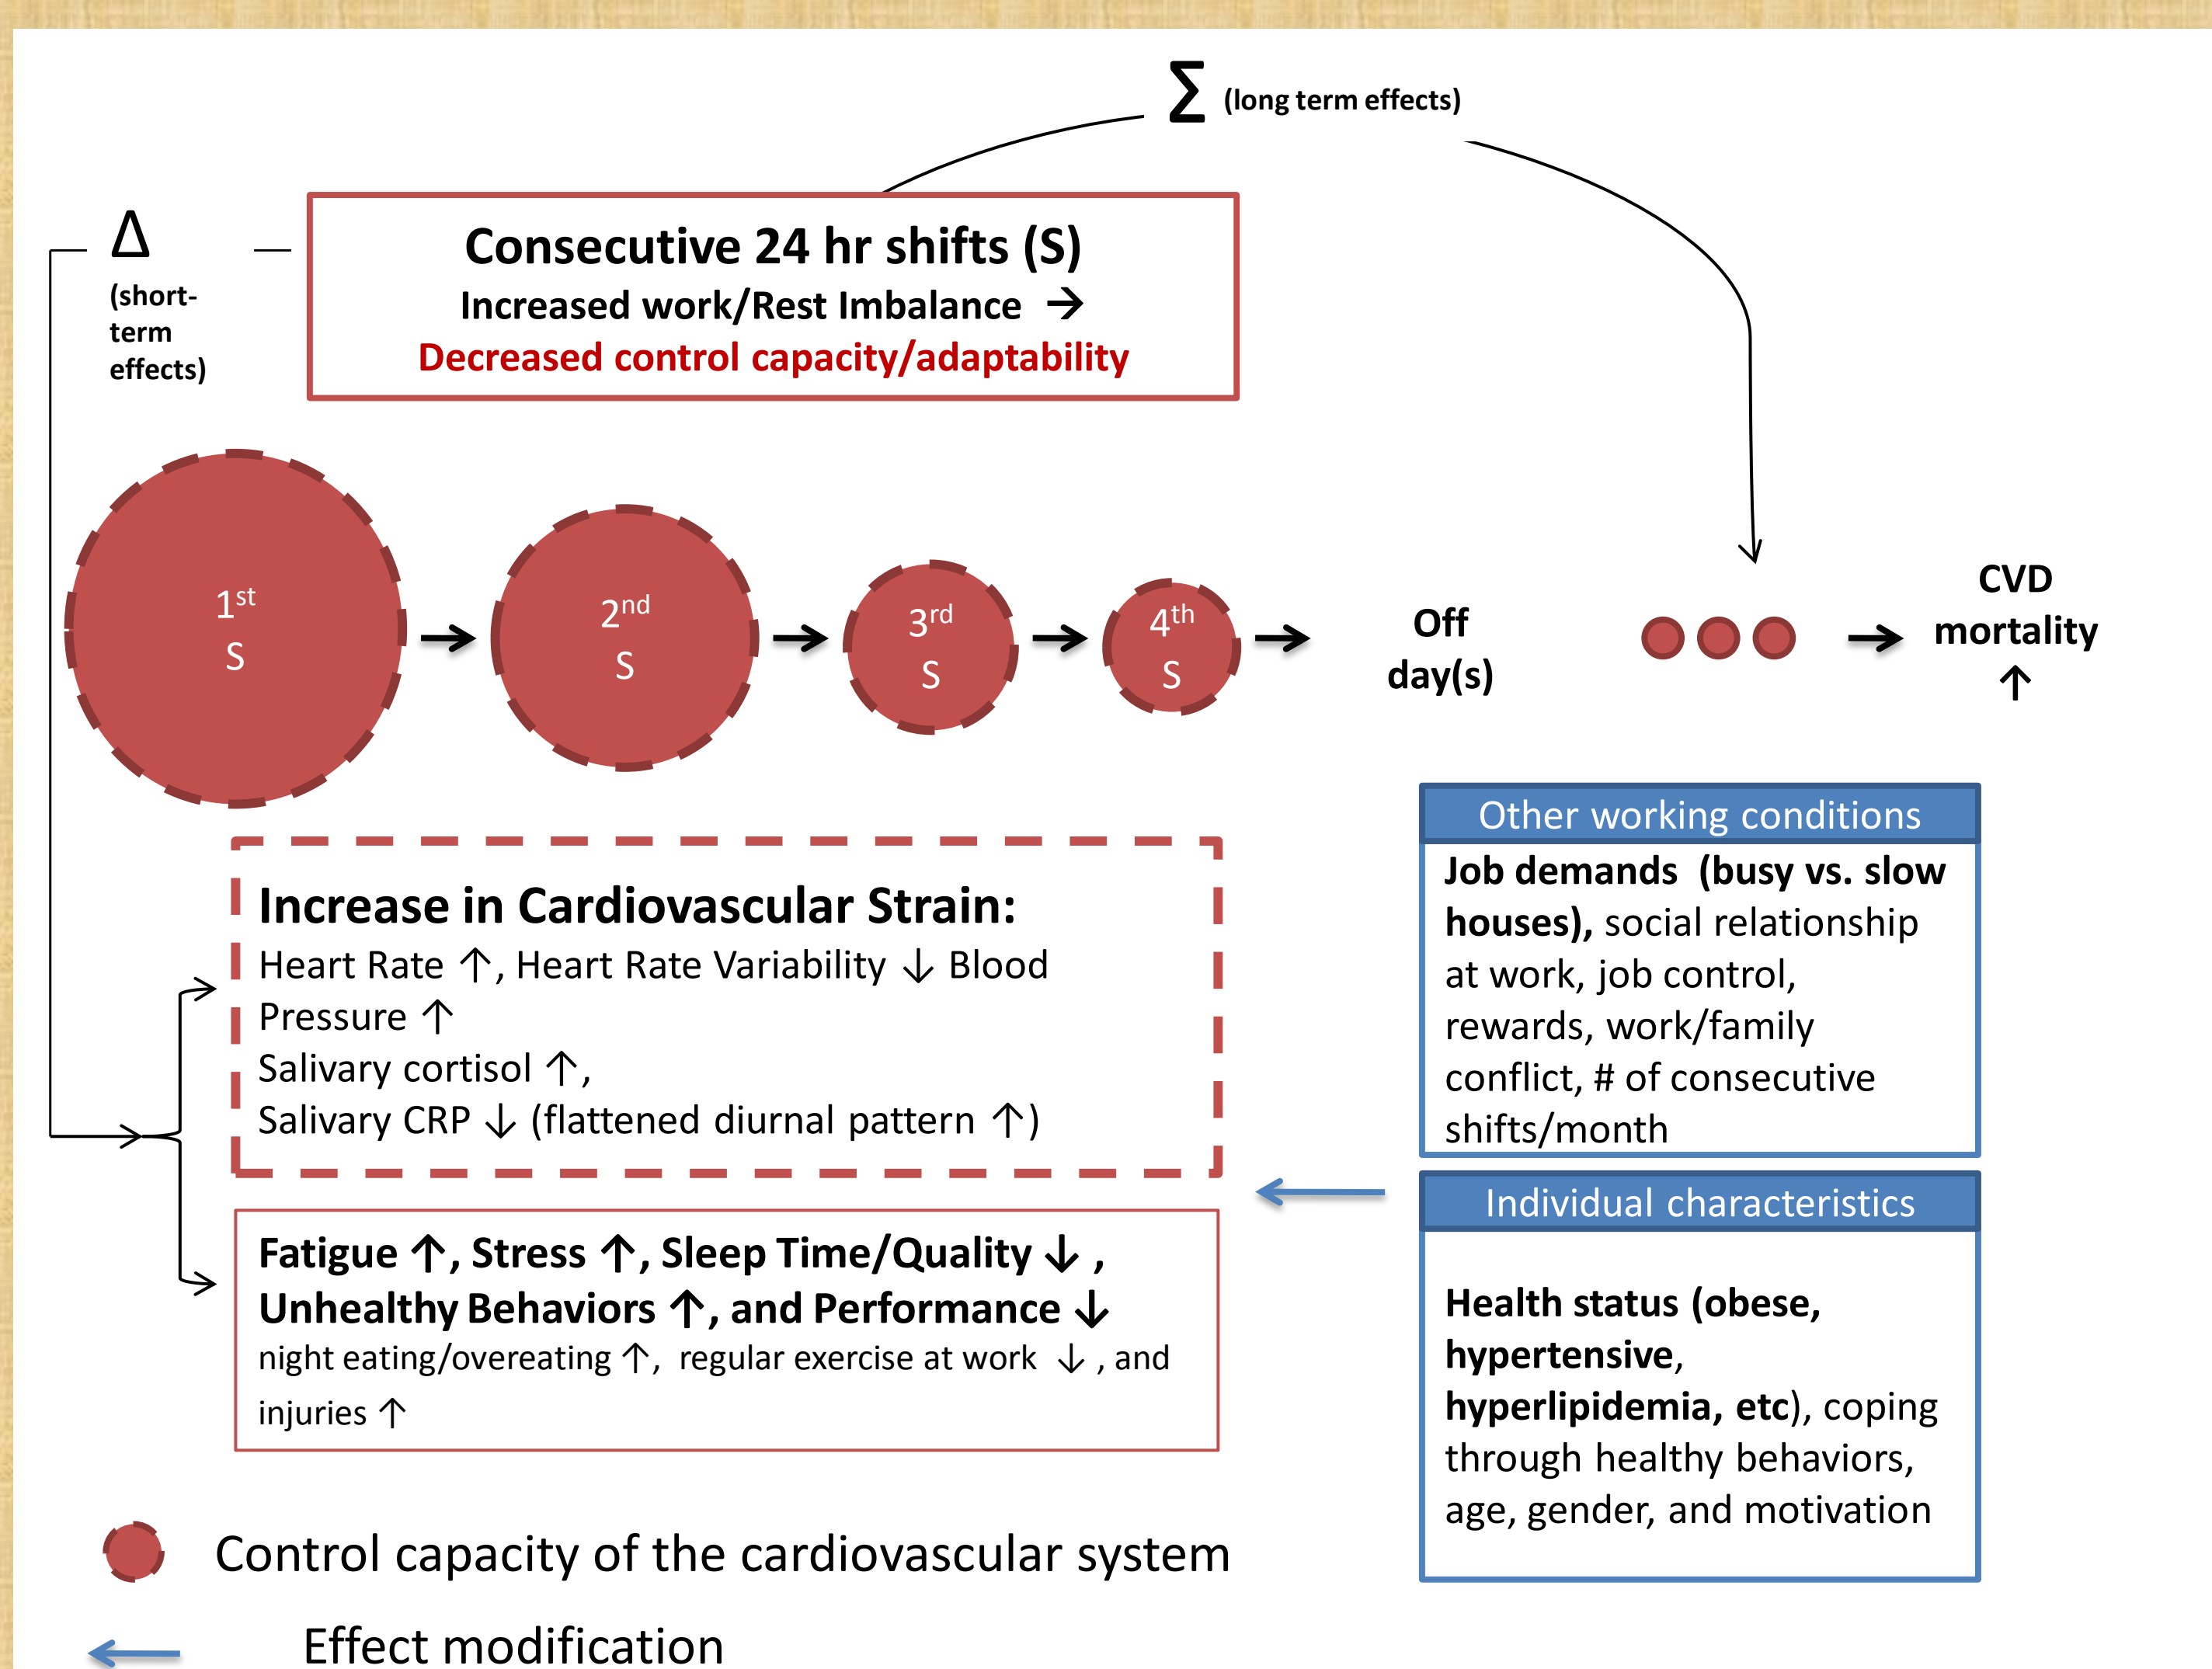 Σ (long term effects)
Δ
(short-
term
effects)
Consecutive 24 hr shifts (S)
Increased work/Rest Imbalance →
Decreased control capacity/adaptability
1st
S
2nd
S
3rd
S
4th
S
Off
day(s)
CVD
mortality
↑
Increase in Cardiovascular Strain:
Heart Rate ↑, Heart Rate Variability ↓ Blood
Pressure ↑
Salivary cortisol ↑,
Salivary CRP ↓ (flattened diurnal pattern ↑)
Fatigue ↑, Stress ↑, Sleep Time/Quality ↓ ,
Unhealthy Behaviors ↑, and Performance ↓
night eating/overeating ↑, regular exercise at work ↓ , and
injuries ↑
Other working conditions
Job demands (busy vs. slow
houses), social relationship
at work, job control,
rewards, work/family
conflict, # of consecutive
shifts/month
Individual characteristics
Health status (obese,
hypertensive,
hyperlipidemia, etc), coping
through healthy behaviors,
age, gender, and motivation
Control capacity of the cardiovascular system
Effect modification